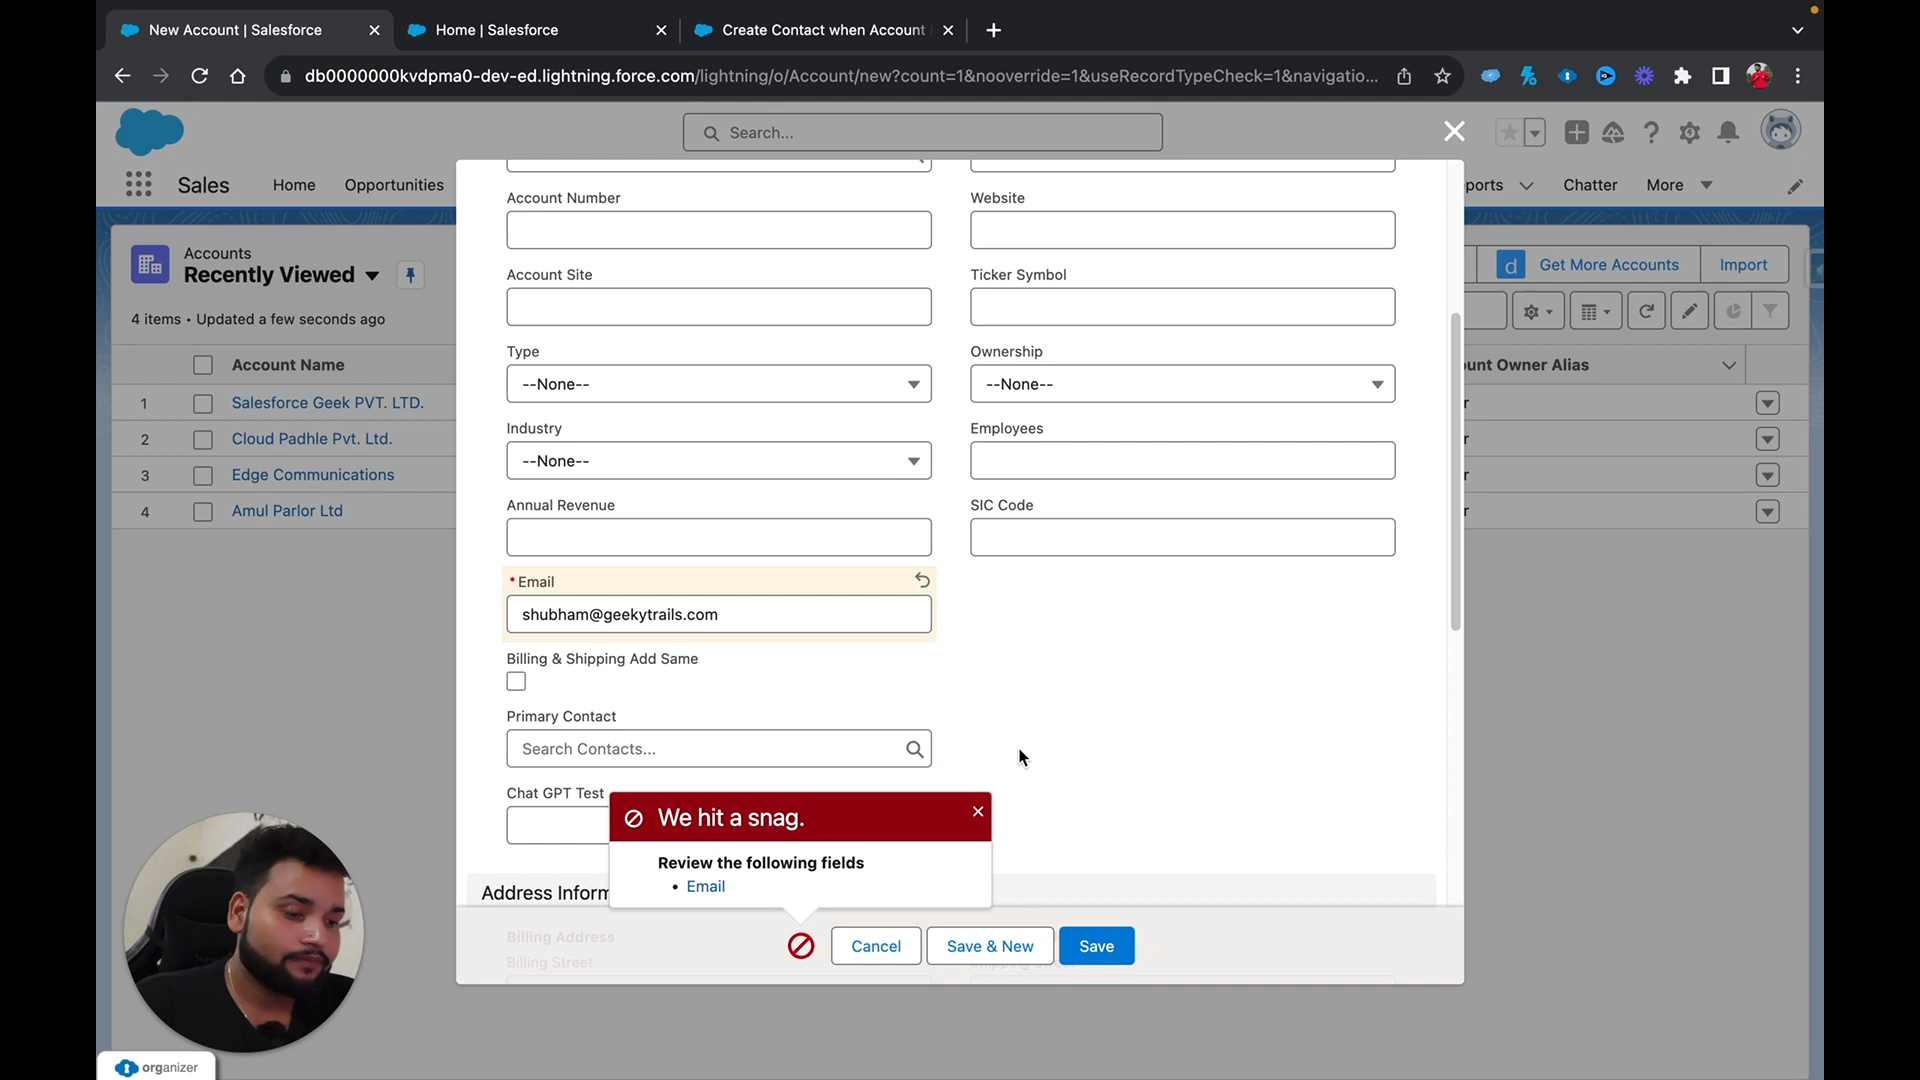 New Account | Salesforce
Home | Salesforce
Create Contact when Account
db0000000kvdpma0-dev-ed.lightning.force.com/lightning/o/Account/new?count=1&nooverride=1&useRecordTypeCheck=1&navigatio...
Search...
Sales
Home
Opportunities
ports
Chatter
More
Accounts
Recently Viewed
4 items • Updated a few seconds ago
d
Get More Accounts
Import
Account Name
ount Owner Alias
1
Salesforce Geek PVT. LTD.
r
2
Cloud Padhle Pvt. Ltd.
r
3
Edge Communications
r
4
Amul Parlor Ltd
r
Account Number
Website
Account Site
Ticker Symbol
Type
Ownership
--None--
--None--
Industry
Employees
--None--
Annual Revenue
SIC Code
* Email
shubham@geekytrails.com
Billing & Shipping Add Same
Primary Contact
Search Contacts...
Chat GPT Test
We hit a snag.
Review the following fields
• Email
Address Inform
Billing Address
Billing Street
Cancel
Save & New
Save
organizer